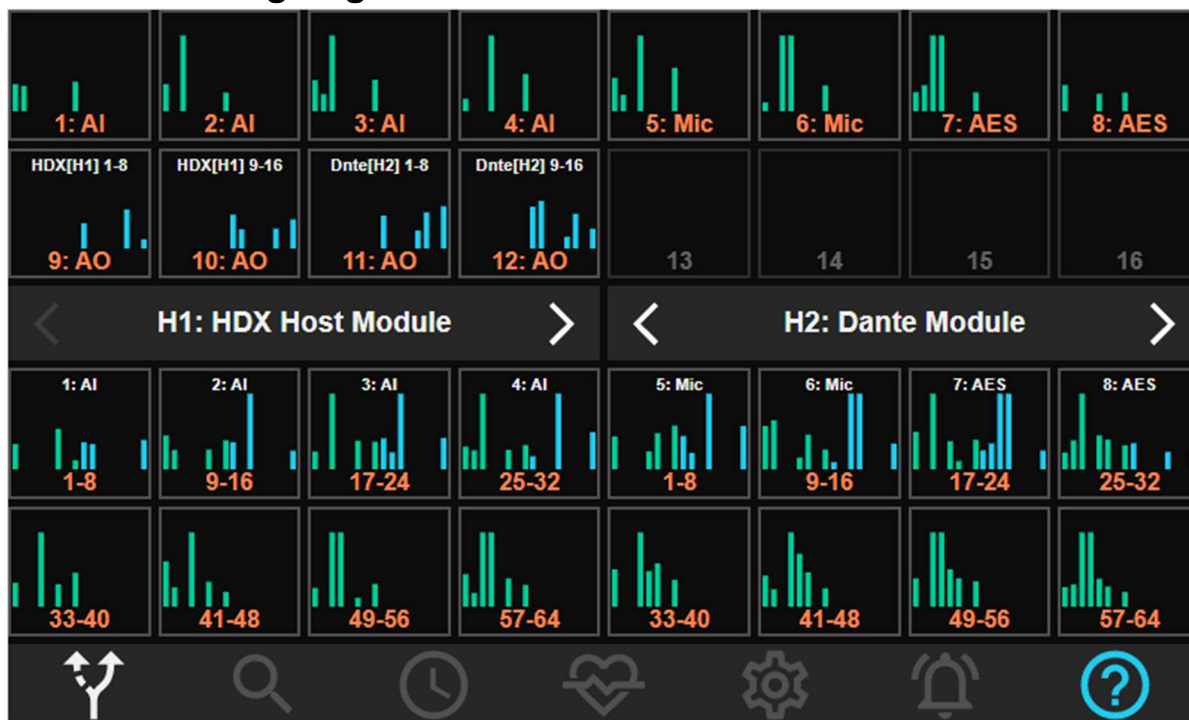 1: AI
2: AI
3: AI
4: AI
5: Mic
6: Mic
7: AES
8: AES
HDX[H1] 1-8
HDX[H1] 9-16
Dnte[H2] 1-8
Dnte[H2] 9-16
9: AO
10: AO
11: AO
12: AO
13
14
15
16
H1: HDX Host Module
H2: Dante Module
1: AI
2: AI
3: AI
4: AI
5: Mic
6: Mic
7: AES
8: AES
1-8
9-16
17-24
25-32
1-8
9-16
17-24
25-32
33-40
41-48
49-56
57-64
33-40
41-48
49-56
57-64
?